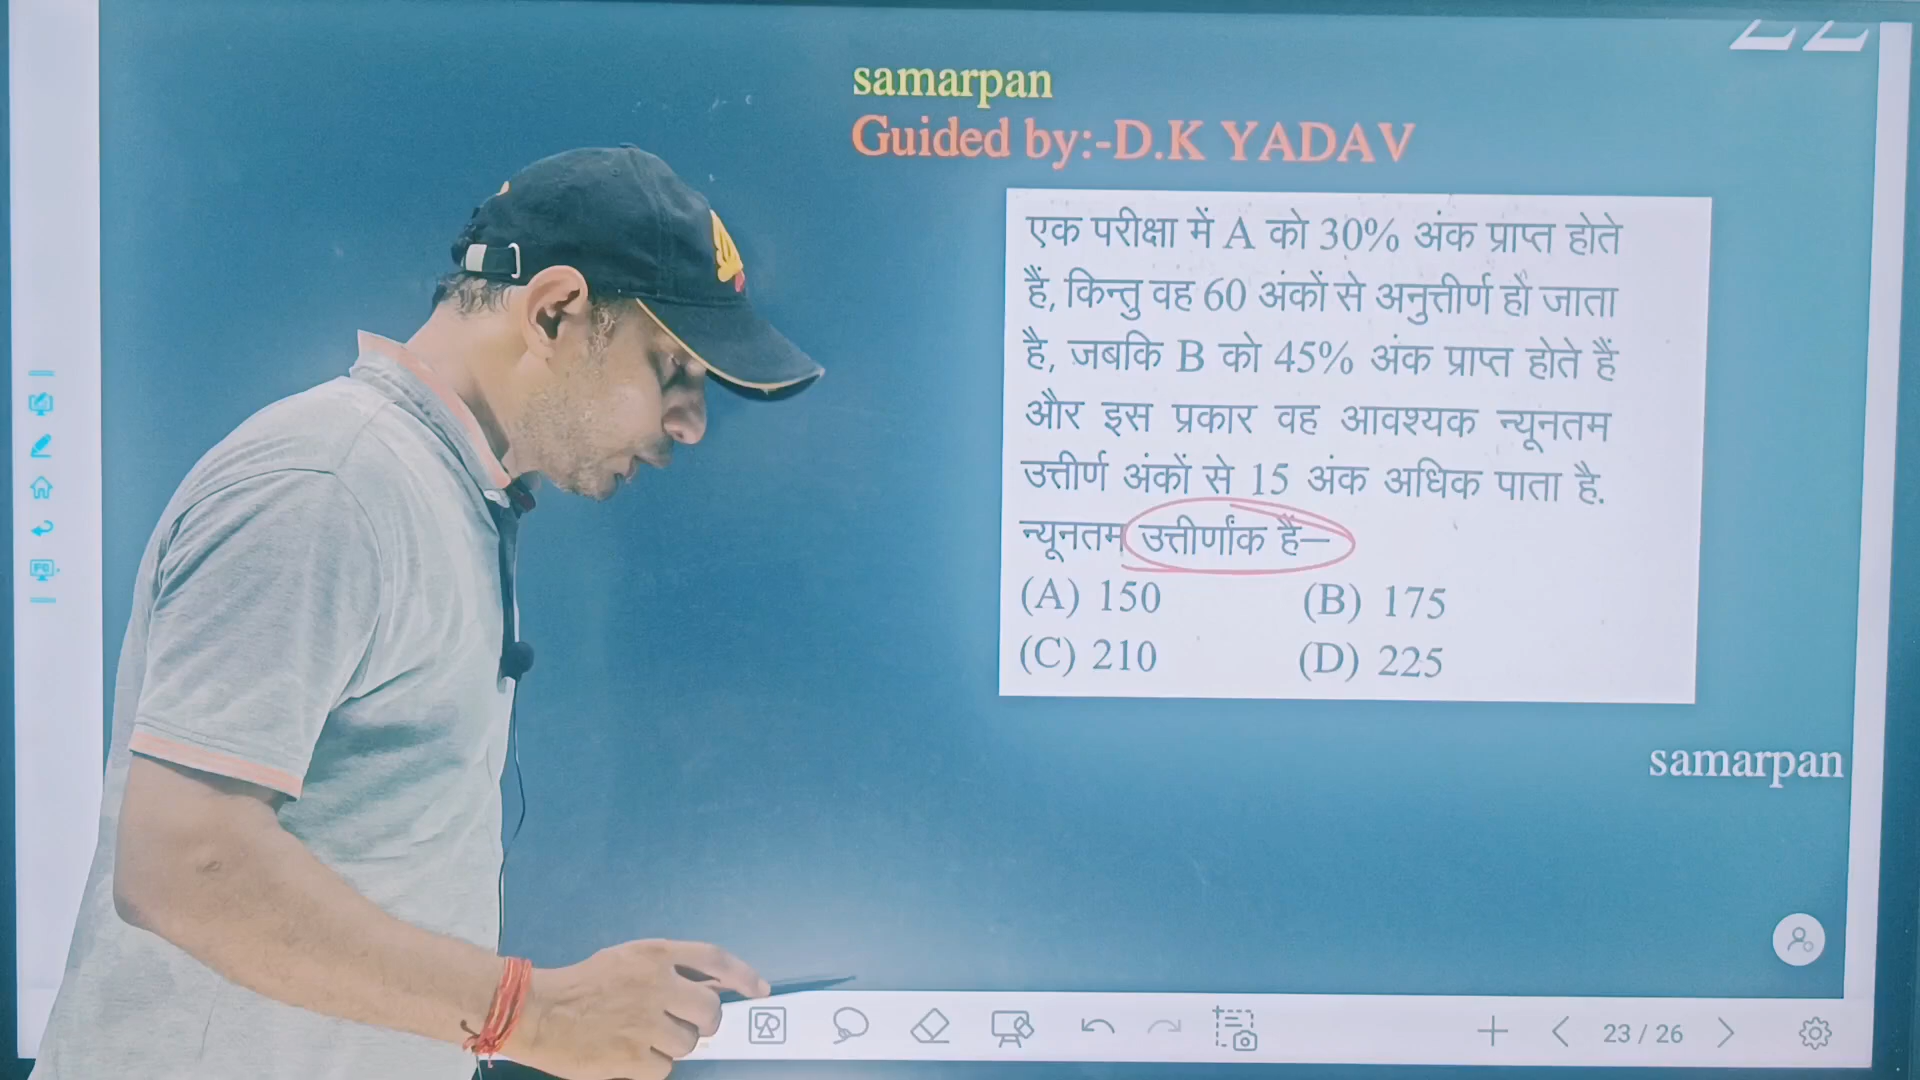 samarpan
Guided by:-D.K YADAV
एक परीक्षा में A को 30% अंक प्राप्त होते
हैं, किन्तु वह 60 अंकों से अनुत्तीर्ण हो जाता
है, जबकि B को 45% अंक प्राप्त होते हैं
और इस प्रकार वह आवश्यक न्यूनतम
उत्तीर्ण अंकों से 15 अंक अधिक पाता है.
न्यूनतम उत्तीर्णांक है–
(A) 150 (B) 175
(C) 210 (D) 225
samarpan
23 / 26